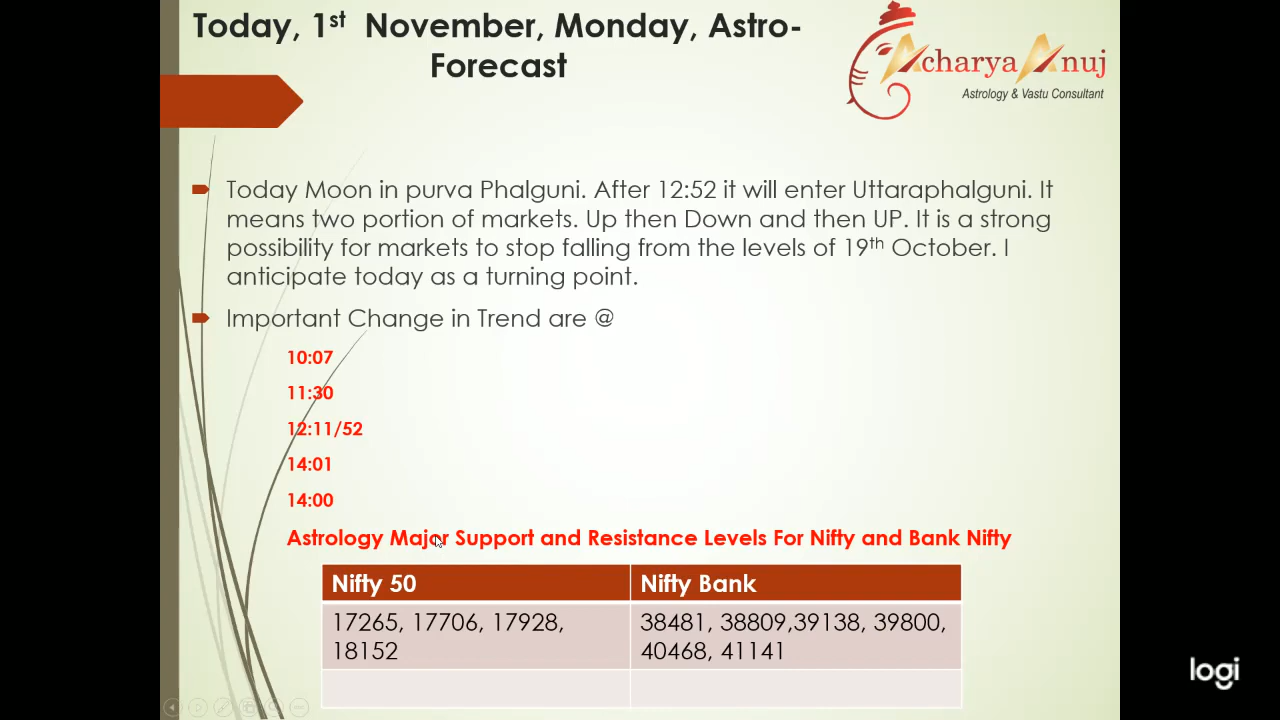 Today, 1st November, Monday, Astro-
Forecast
Acharya Anuj
Astrology & Vastu Consultant
Today Moon in purva Phalguni. After 12:52 it will enter Uttaraphalguni. It
means two portion of markets. Up then Down and then UP. It is a strong
possibility for markets to stop falling from the levels of 19th October. I
anticipate today as a turning point.
Important Change in Trend are @
10:07
11:30
12:11/52
14:01
14:00
Astrology Major Support and Resistance Levels For Nifty and Bank Nifty
Nifty 50 Nifty Bank
17265, 17706, 17928, 38481, 38809,39138, 39800,
18152 40468, 41141
logi